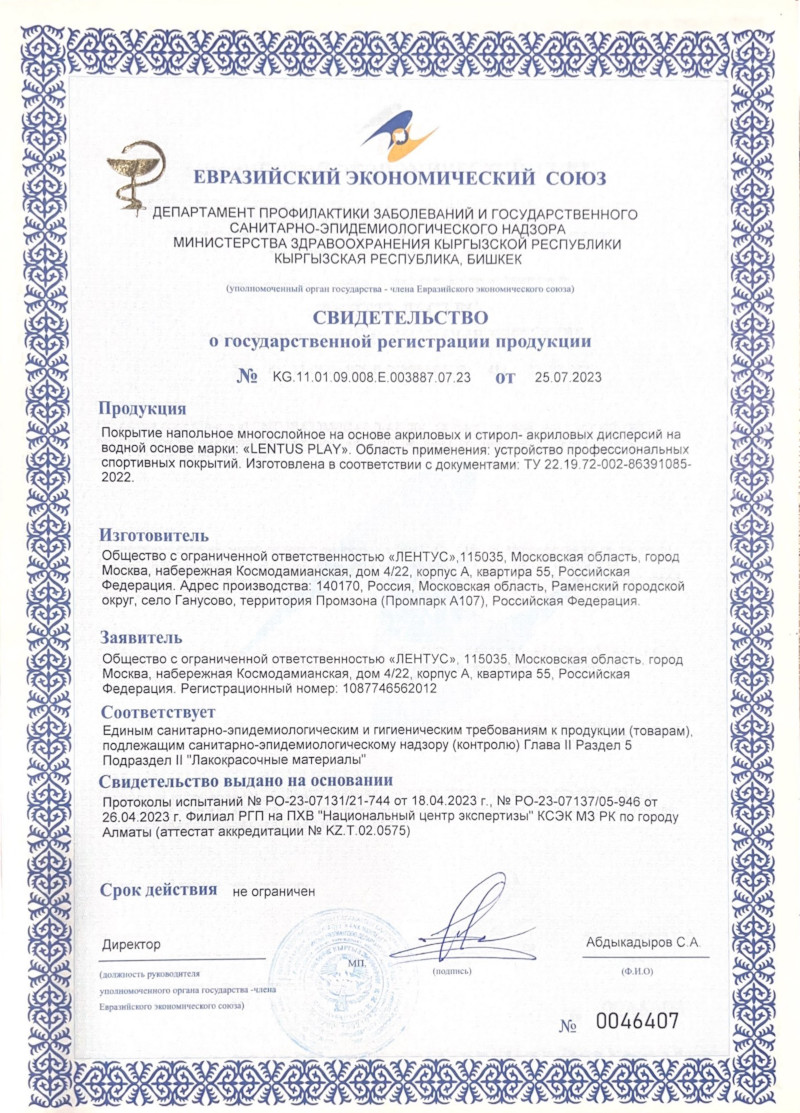 ЕВРАЗИЙСКИЙ ЭКОНОМИЧЕСКИЙ СОЮЗ
ДЕПАРТАМЕНТ ПРОФИЛАКТИКИ ЗАБОЛЕВАНИЙ И ГОСУДАРСТВЕННОГО
САНИТАРНО-ЭПИДЕМИОЛОГИЧЕСКОГО НАДЗОРА
МИНИСТЕРСТВА ЗДРАВООХРАНЕНИЯ КЫРГЫЗСКОЙ РЕСПУБЛИКИ
КЫРГЫЗСКАЯ РЕСПУБЛИКА, БИШКЕК
(уполномоченный орган государства - члена Евразийского экономического союза)
СВИДЕТЕЛЬСТВО
о государственной регистрации продукции
№ KG.11.01.09.008.E.003887.07.23 от 25.07.2023
Продукция
Покрытие напольное многослойное на основе акриловых и стирол- акриловых дисперсий на
водной основе марки: «LENTUS PLAY». Область применения: устройство профессиональных
спортивных покрытий. Изготовлена в соответствии с документами: ТУ 22.19.72-002-86391085-
2022.
Изготовитель
Общество с ограниченной ответственностью «ЛЕНТУС»,115035, Московская область, город
Москва, набережная Космодамианская, дом 4/22, корпус А, квартира 55, Российская
Федерация. Адрес производства: 140170, Россия, Московская область, Раменский городской
округ, село Ганусово, территория Промзона (Промпарк А107), Российская Федерация.
Заявитель
Общество с ограниченной ответственностью «ЛЕНТУС», 115035, Московская область, город
Москва, набережная Космодамианская, дом 4/22, корпус А, квартира 55, Российская
Федерация. Регистрационный номер: 1087746562012
Соответствует
Единым санитарно-эпидемиологическим и гигиеническим требованиям к продукции (товарам),
подлежащим санитарно-эпидемиологическому надзору (контролю) Глава II Раздел 5
Подраздел II "Лакокрасочные материалы"
Свидетельство выдано на основании
Протоколы испытаний № РО-23-07131/21-744 от 18.04.2023 г., № РО-23-07137/05-946 от
26.04.2023 г. Филиал РГП на ПХВ "Национальный центр экспертизы" КСЭК МЗ РК по городу
Алматы (аттестат аккредитации № KZ.T.02.0575)
Срок действия не ограничен
Директор
Абдыкадыров С.А.
МП.
(должность руководителя
уполномоченного органа государства -члена
Евразийского экономического союза)
(подпись)
(Ф.И.О)
№ 0046407